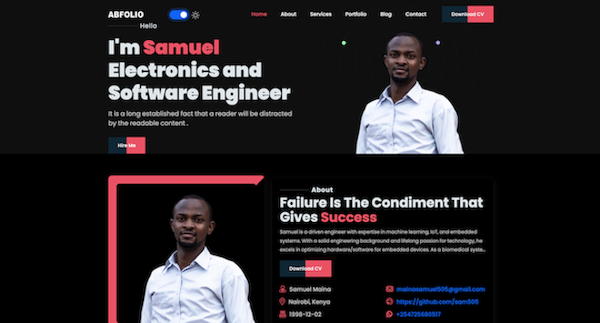 ABFOLIO
Home About Services Portfolio Blog Contact Download CV
Hello
I'm Samuel
Electronics and
Software Engineer
It is a long established fact that a reader will be distracted
by the readable content .
Hire Me
About
Failure Is The Condiment That
Gives Success
Samuel is a driven engineer with expertise in machine learning, IoT, and embedded
systems. With a solid engineering background and lifelong passion for technology, he
excels in optimizing hardware/software for embedded devices. As a biomedical syste..
Download CV
Samuel Maina
mainasamuel505@gmail.com
Nairobi, Kenya
https://github.com/sam505
1998-12-02
+254725680517